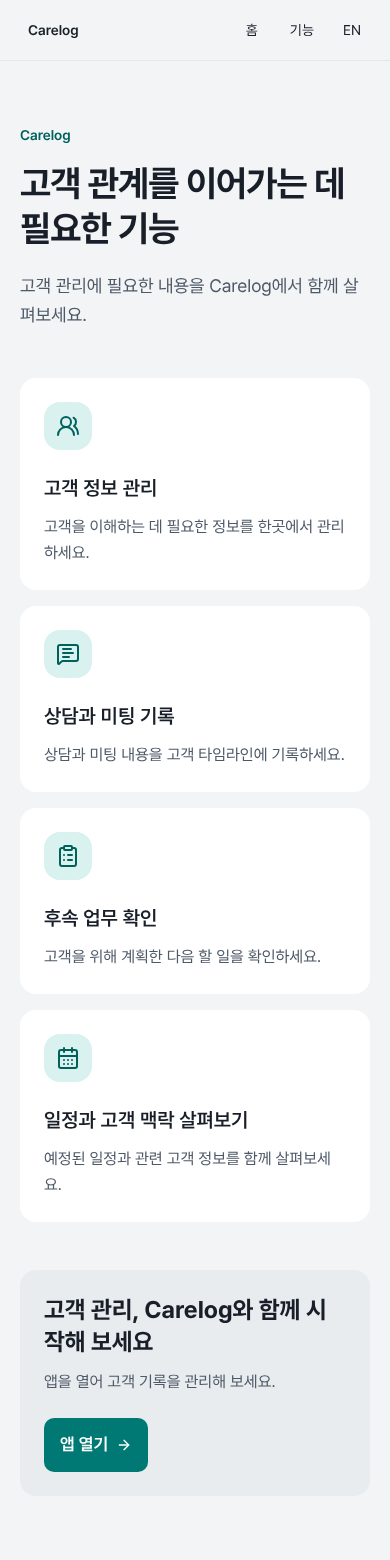 Carelog
홈
기능
EN
Carelog
고객 관계를 이어가는 데
필요한 기능
고객 관리에 필요한 내용을 Carelog에서 함께 살
펴보세요.
고객 정보 관리
고객을 이해하는 데 필요한 정보를 한곳에서 관리
하세요.
상담과 미팅 기록
상담과 미팅 내용을 고객 타임라인에 기록하세요.
후속 업무 확인
고객을 위해 계획한 다음 할 일을 확인하세요.
일정과 고객 맥락 살펴보기
예정된 일정과 관련 고객 정보를 함께 살펴보세
요.
고객 관리, Carelog와 함께 시
작해 보세요
앱을 열어 고객 기록을 관리해 보세요.
앱 열기 →